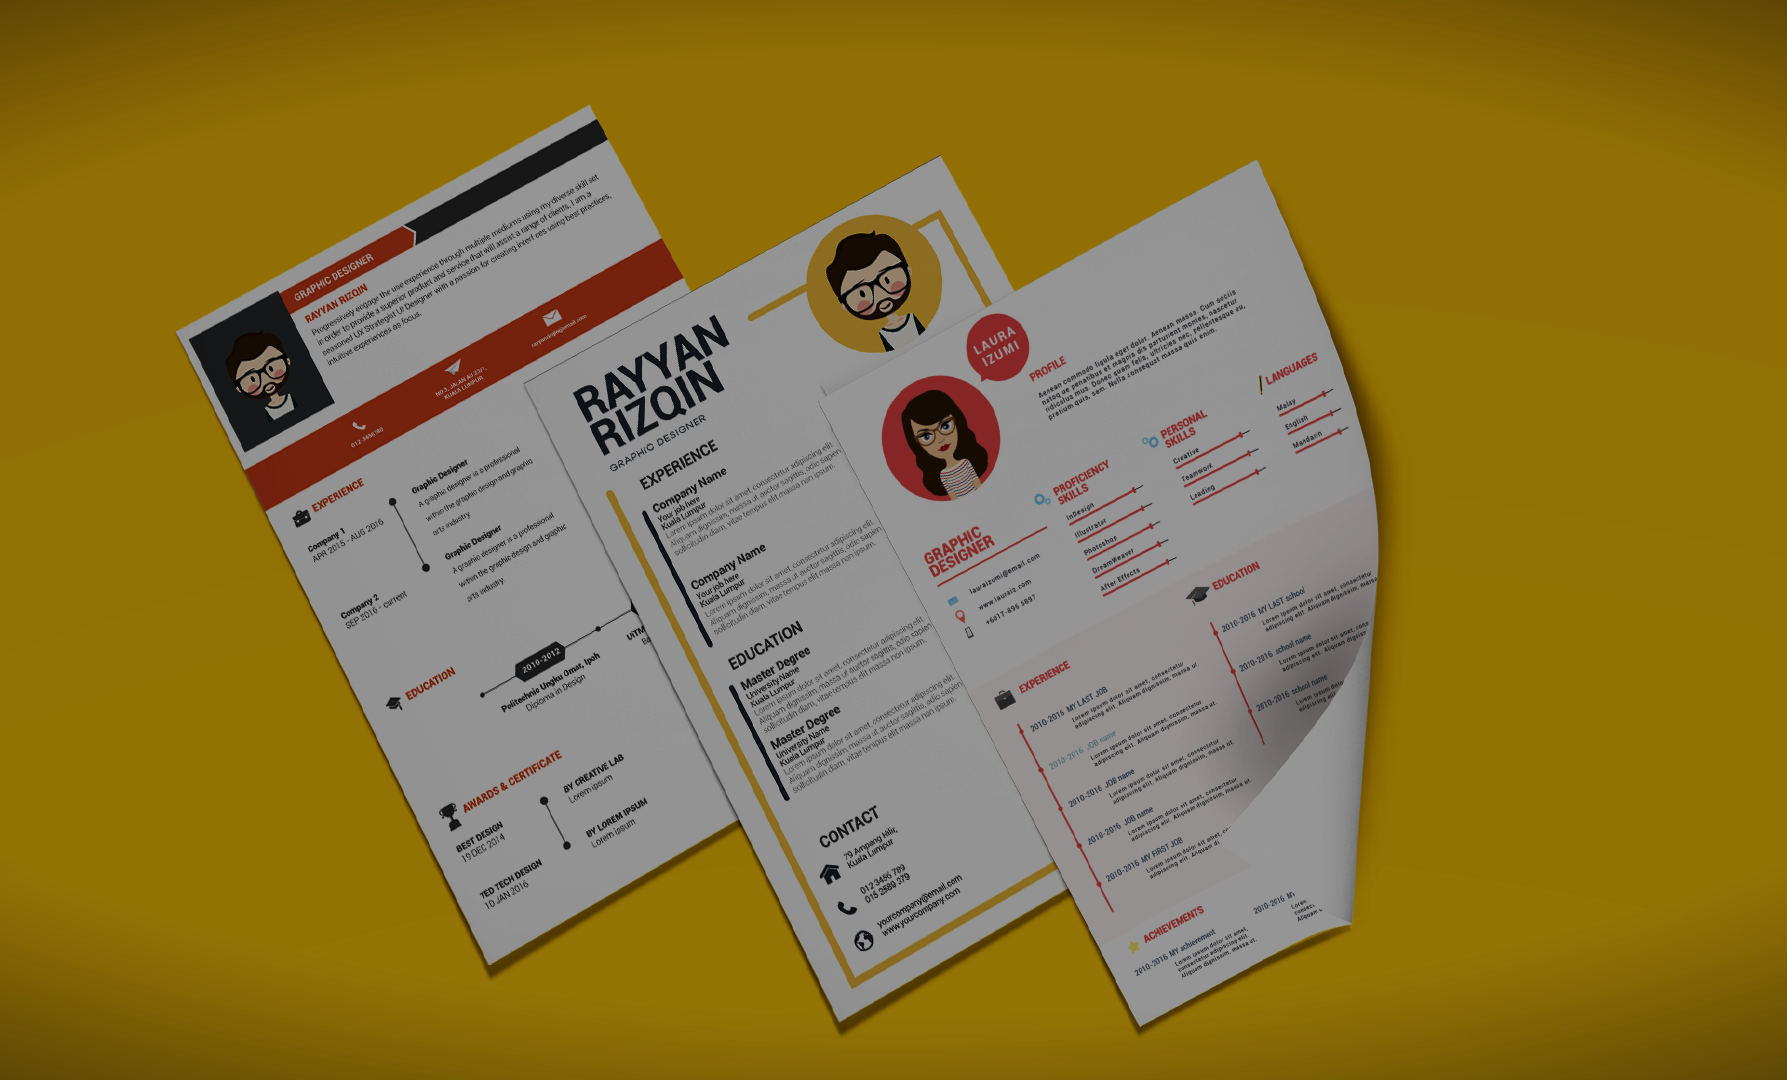 GRAPHIC DESIGNER
RAYYAN RIZQIN
Progressively engage the use experience through multiple mediums using my diverse skill set
in order to provide a superior product and service that will assist a range of clients, I am a
seasoned UX Strategist UI Designer with a passion for creating interf ces using best practices,
intuitive experiences as focus.
012 3456789
NO 3, JALAN AU 23/1,
KUALA LUMPUR.
EXPERIENCE
Company 1
APR 2015 - AUG 2016
Graphic Designer
A graphic designer is a professional
within the graphic design and graphic
arts industry
Company 2
SEP 2016 - current
Graphic Designer
A graphic designer is a professional
within the graphic design and graphic
arts industry.
EDUCATION
2010-2012
Politechnic Ungku Omar, Ipoh
Diploma in Design
UITM
AWARDS & CERTIFICATE
BEST DESIGN
19 DEC 2014
BY CREATIVE LAB
Lorem ipsum
TED TECH DESIGN
10 JAN 2016
BY LOREM IPSUM
Lorem ipsum
RAYYAN
RIZQIN
GRAPHIC DESIGNER
EXPERIENCE
Company Name
Your job here
Kuala Lumpur
Lorem ipsum dolor sit amet, consectetur adipiscing elit.
Aliquam dignissim, massa ut auctor sagittis, odio sapien
sollicitudin diam, vitae tempus elit massa non ipsum.
Company Name
Your job here
Kuala Lumpur
Lorem ipsum dolor sit amet, consectetur adipiscing elit.
Aliquam dignissim, massa ut auctor sagittis, odio sapien
sollicitudin diam, vitae tempus elit massa non ipsum.
EDUCATION
Master Degree
University Name
Kuala Lumpur
Lorem ipsum dolor sit amet, consectetur adipiscing elit.
Aliquam dignissim, massa ut auctor sagittis, odio sapien
sollicitudin diam, vitae tempus elit massa non ipsum.
Master Degree
University Name
Kuala Lumpur
Lorem ipsum dolor sit amet, consectetur adipiscing elit.
Aliquam dignissim, massa ut auctor sagittis, odio sapien
sollicitudin diam, vitae tempus elit massa non ipsum.
CONTACT
79 Ampang Hilir,
Kuala Lumpur
012 3456 789
015 2589 379
yourcompany@email.com
www.yourcompany.com
LAURA
IZUMI
PROFILE
Aenean commodo ligula eget dolor. Aenean massa. Cum sociis
natoque penatibus et magnis dis parturient montes, nascetur
ridiculus mus. Donec quam felis, ultricies nec, pellentesque eu,
pretium quis, sem. Nulla consequat massa quis enim.
GRAPHIC
DESIGNER
lauraizumi@email.com
www.lauraiz.com
+6017-896 5897
PROFICIENCY
SKILLS
InDesign
Illustrator
Photoshop
DreamWeaver
After Effects
PERSONAL
SKILLS
Creative
Teamwork
Leading
LANGUAGES
Malay
English
Mandarin
EXPERIENCE
2010-2016 MY LAST JOB
Lorem ipsum dolor sit amet, consectetur
adipiscing elit. Aliquam dignissim, massa ut.
2010-2016 JOB name
Lorem ipsum dolor sit amet, consectetur
adipiscing elit. Aliquam dignissim, massa ut.
2010-2016 JOB name
Lorem ipsum dolor sit amet, consectetur
adipiscing elit. Aliquam dignissim, massa ut.
2010-2016 JOB name
Lorem ipsum dolor sit amet, consectetur
adipiscing elit. Aliquam dignissim, massa ut.
2010-2016 MY FIRST JOB
Lorem ipsum dolor sit amet,
adipiscing elit. Aliquam di
EDUCATION
2010-2016 MY LAST school
Lorem ipsum dolor sit amet, consectetur
adipiscing elit. Aliquam dignissim, massa
2010-2016 school name
Lorem ipsum dolor sit amet, cons
adipiscing elit. Aliquam dignissim
2010-2016 school name
Lorem ipsum dolor
adipiscing elit.
ACHIEVEMENTS
2010-2016 MY achievement
Lorem ipsum dolor sit amet,
consectetur adipiscing elit.
Aliquam dignissim, massa ut.
2010-2016 M
Loren
consec
Aliquam